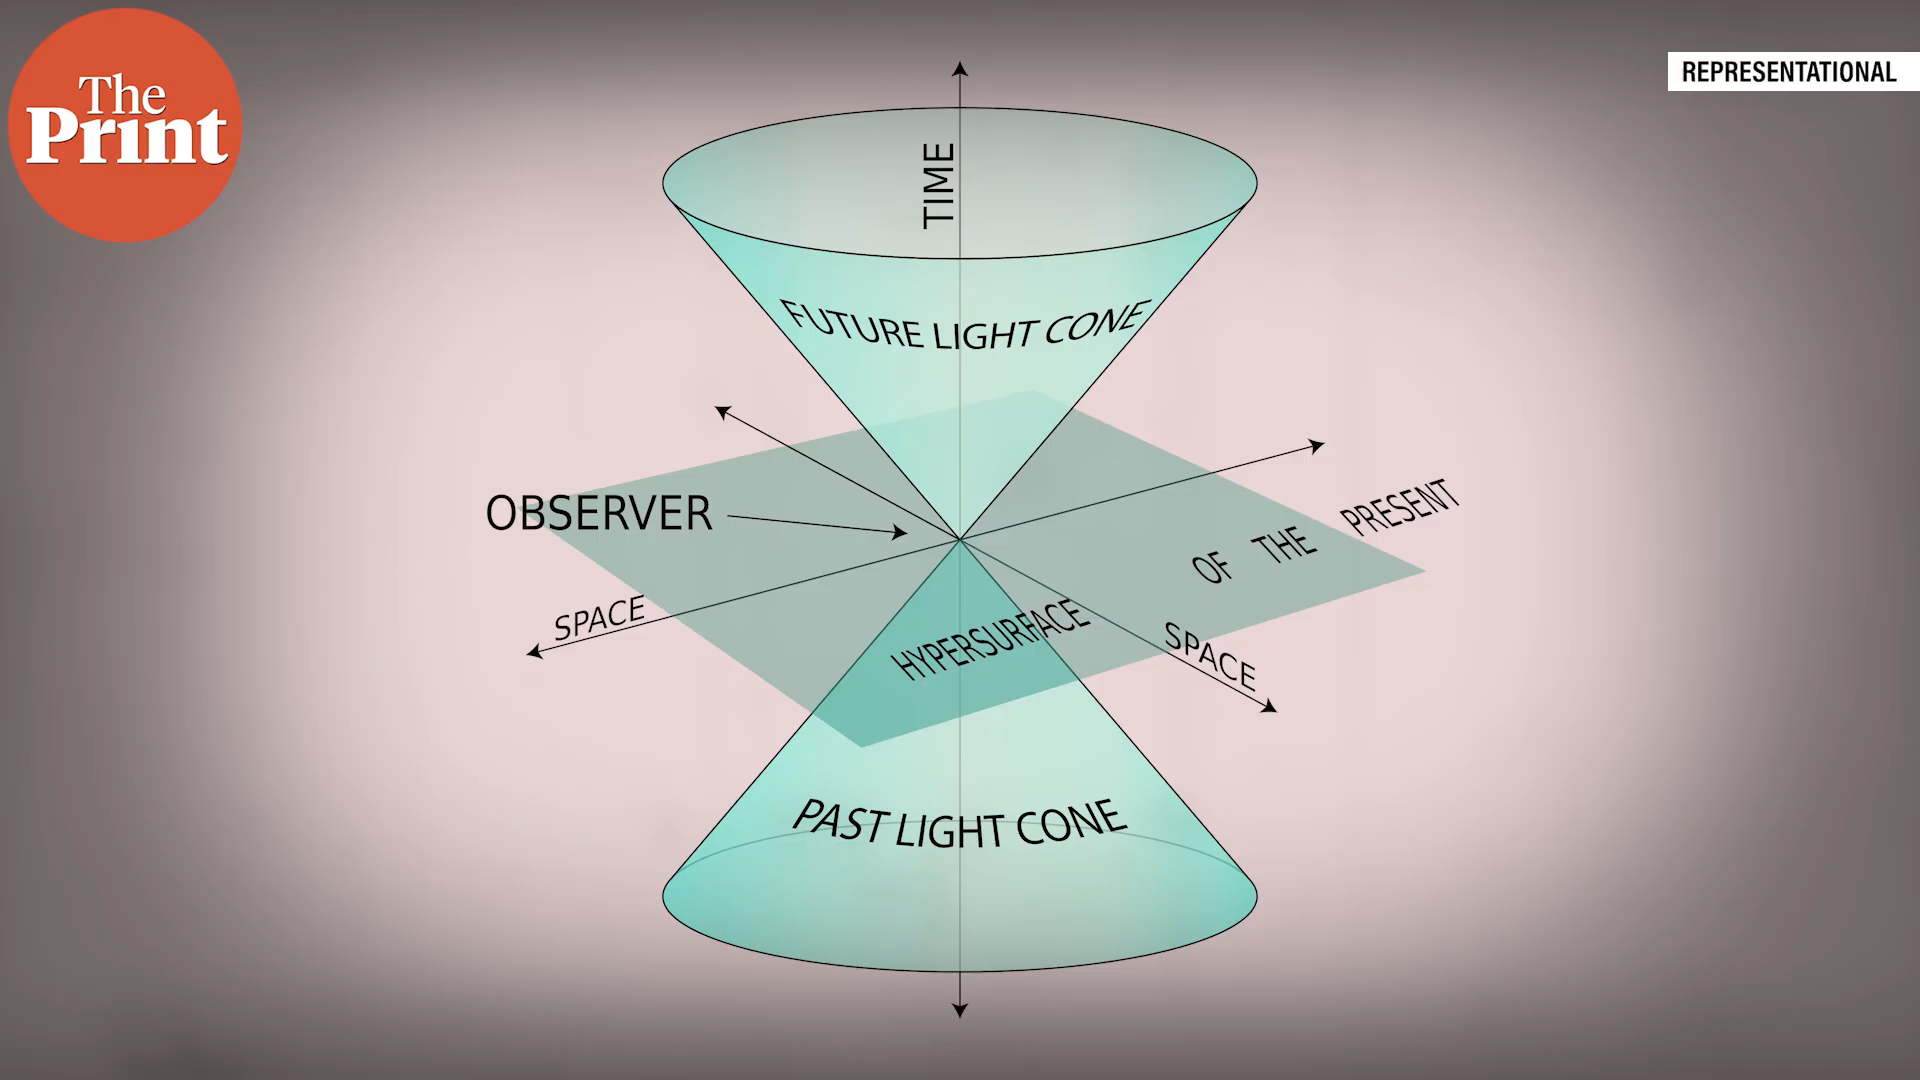 The
Print
REPRESENTATIONAL
TIME
FUTURE LIGHT CONE
OBSERVER
SPACE
HYPERSURFACE OF THE PRESENT
SPACE
PAST LIGHT CONE